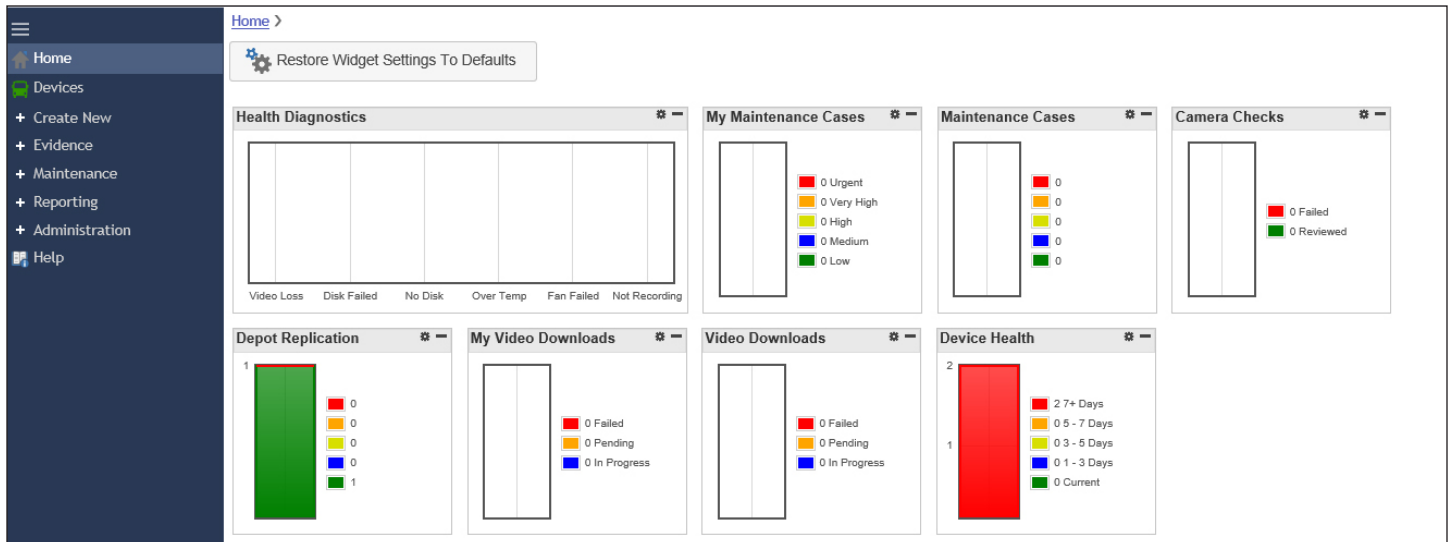 Home >
Restore Widget Settings To Defaults
Home
Devices
+ Create New
+ Evidence
+ Maintenance
+ Reporting
+ Administration
Help
Health Diagnostics
Video Loss Disk Failed No Disk Over Temp Fan Failed Not Recording
My Maintenance Cases
0 Urgent
0 Very High
0 High
0 Medium
0 Low
Maintenance Cases
0
0
0
0
0
Camera Checks
0 Failed
0 Reviewed
Depot Replication
1
0
0
0
0
1
My Video Downloads
0 Failed
0 Pending
0 In Progress
Video Downloads
0 Failed
0 Pending
0 In Progress
Device Health
2
1
2 7+ Days
0 5 - 7 Days
0 3 - 5 Days
0 1 - 3 Days
0 Current